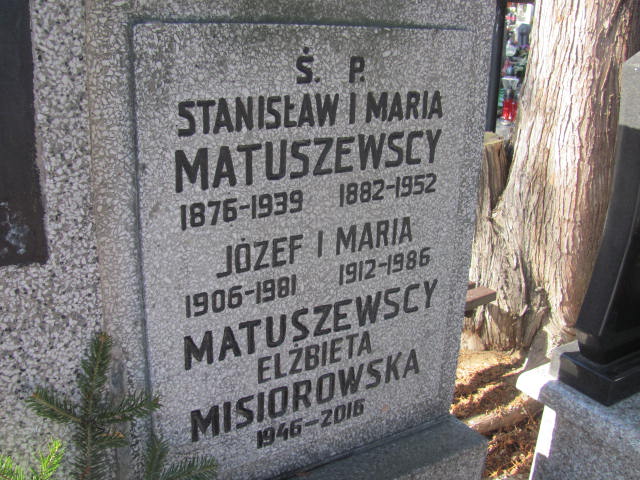 Ś. P.
STANISŁAW I MARIA
MATUSZEWSCY
1876-1939 1882-1952
JÓZEF I MARIA
1906-1981 1912-1986
MATUSZEWSCY
ELŻBIETA
MISIOROWSKA
1946-2016